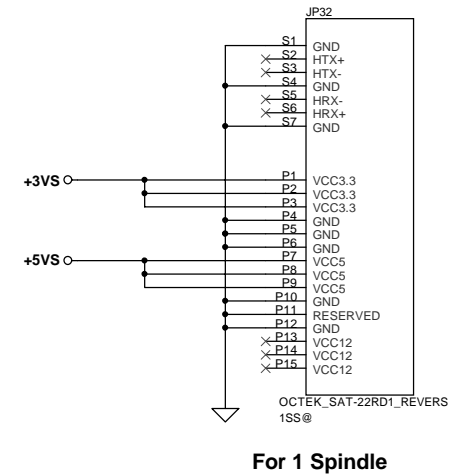 JP32
S1 GND
S2 HTX+
S3 HTX-
S4 GND
S5 HRX-
S6 HRX+
S7 GND
+3VS P1 VCC3.3
P2 VCC3.3
P3 VCC3.3
P4 GND
P5 GND
P6 GND
+5VS P7 VCC5
P8 VCC5
P9 VCC5
P10 GND
P11 RESERVED
P12 GND
P13 VCC12
P14 VCC12
P15 VCC12
OCTEK_SAT-22RD1_REVERS
1SS@
For 1 Spindle